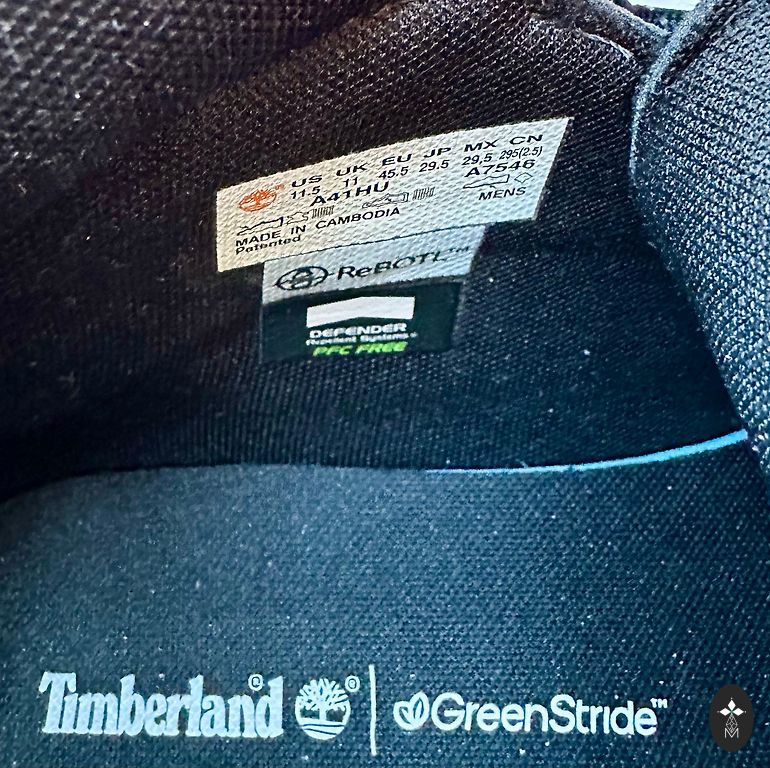 US UK EU JP MX CN
11.5 11 45.5 29.5 29.5 295(2.5)
A41HU A7546
MENS
MADE IN CAMBODIA
Patented
ReBOTL™
DEFENDER
Repellent Systems™
PFC FREE
Timberland® ® | GreenStride™
M